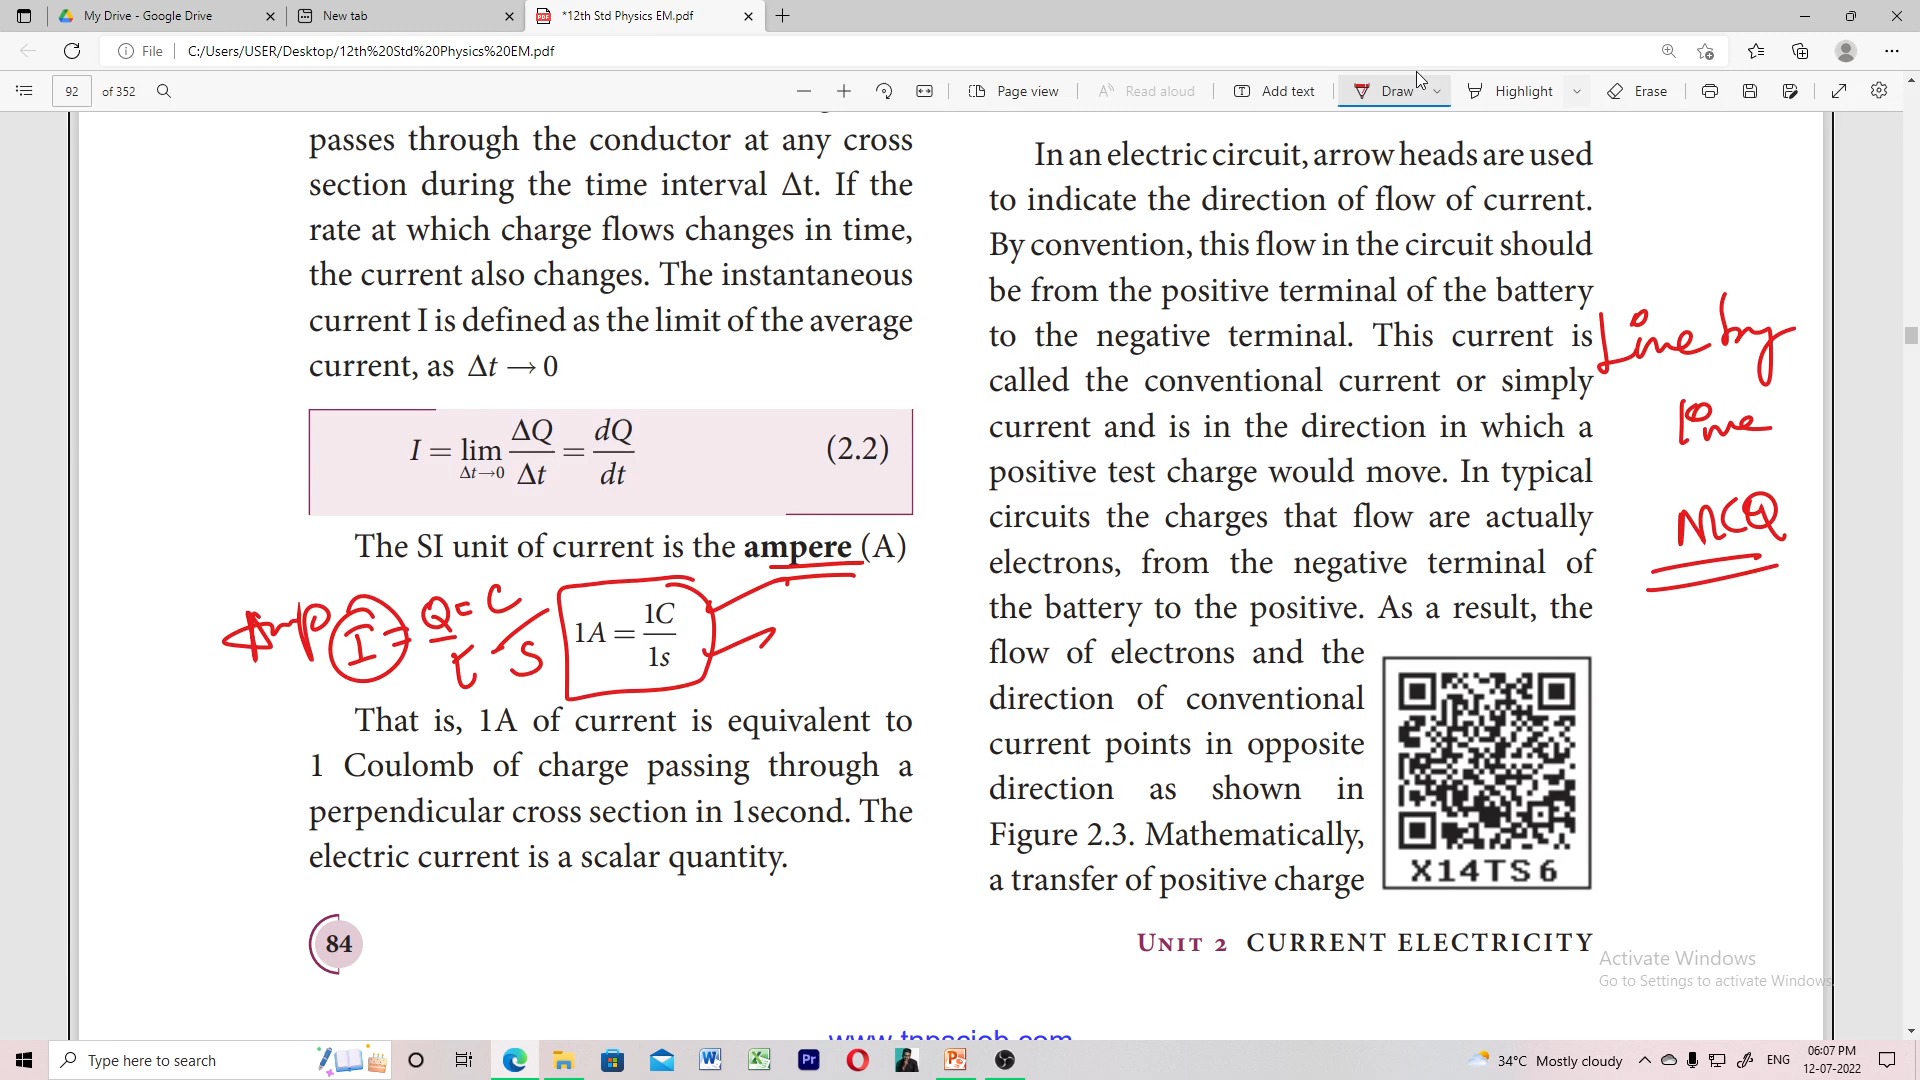 My Drive - Google Drive
New tab
*12th Std Physics EM.pdf
File
C:/Users/USER/Desktop/12th%20Std%20Physics%20EM.pdf
92
of 352
Page view
Read aloud
Add text
Draw
Highlight
Erase
passes through the conductor at any cross
section during the time interval Δt. If the
rate at which charge flows changes in time,
the current also changes. The instantaneous
current I is defined as the limit of the average
current, as Δt → 0
I = lim Δt→0 ΔQ/Δt = dQ/dt (2.2)
The SI unit of current is the ampere (A)
Amp I = Q/t = C/S
1A = 1C/1s
That is, 1A of current is equivalent to
1 Coulomb of charge passing through a
perpendicular cross section in 1second. The
electric current is a scalar quantity.
84
In an electric circuit, arrow heads are used
to indicate the direction of flow of current.
By convention, this flow in the circuit should
be from the positive terminal of the battery
to the negative terminal. This current is
called the conventional current or simply
current and is in the direction in which a
positive test charge would move. In typical
circuits the charges that flow are actually
electrons, from the negative terminal of
the battery to the positive. As a result, the
flow of electrons and the
direction of conventional
current points in opposite
direction as shown in
Figure 2.3. Mathematically,
a transfer of positive charge
X14TS6
Line by
line
MCQ
UNIT 2 CURRENT ELECTRICITY
Activate Windows
Go to Settings to activate Windows.
www.tnpscjob.com
Type here to search
34°C Mostly cloudy
ENG
06:07 PM
12-07-2022